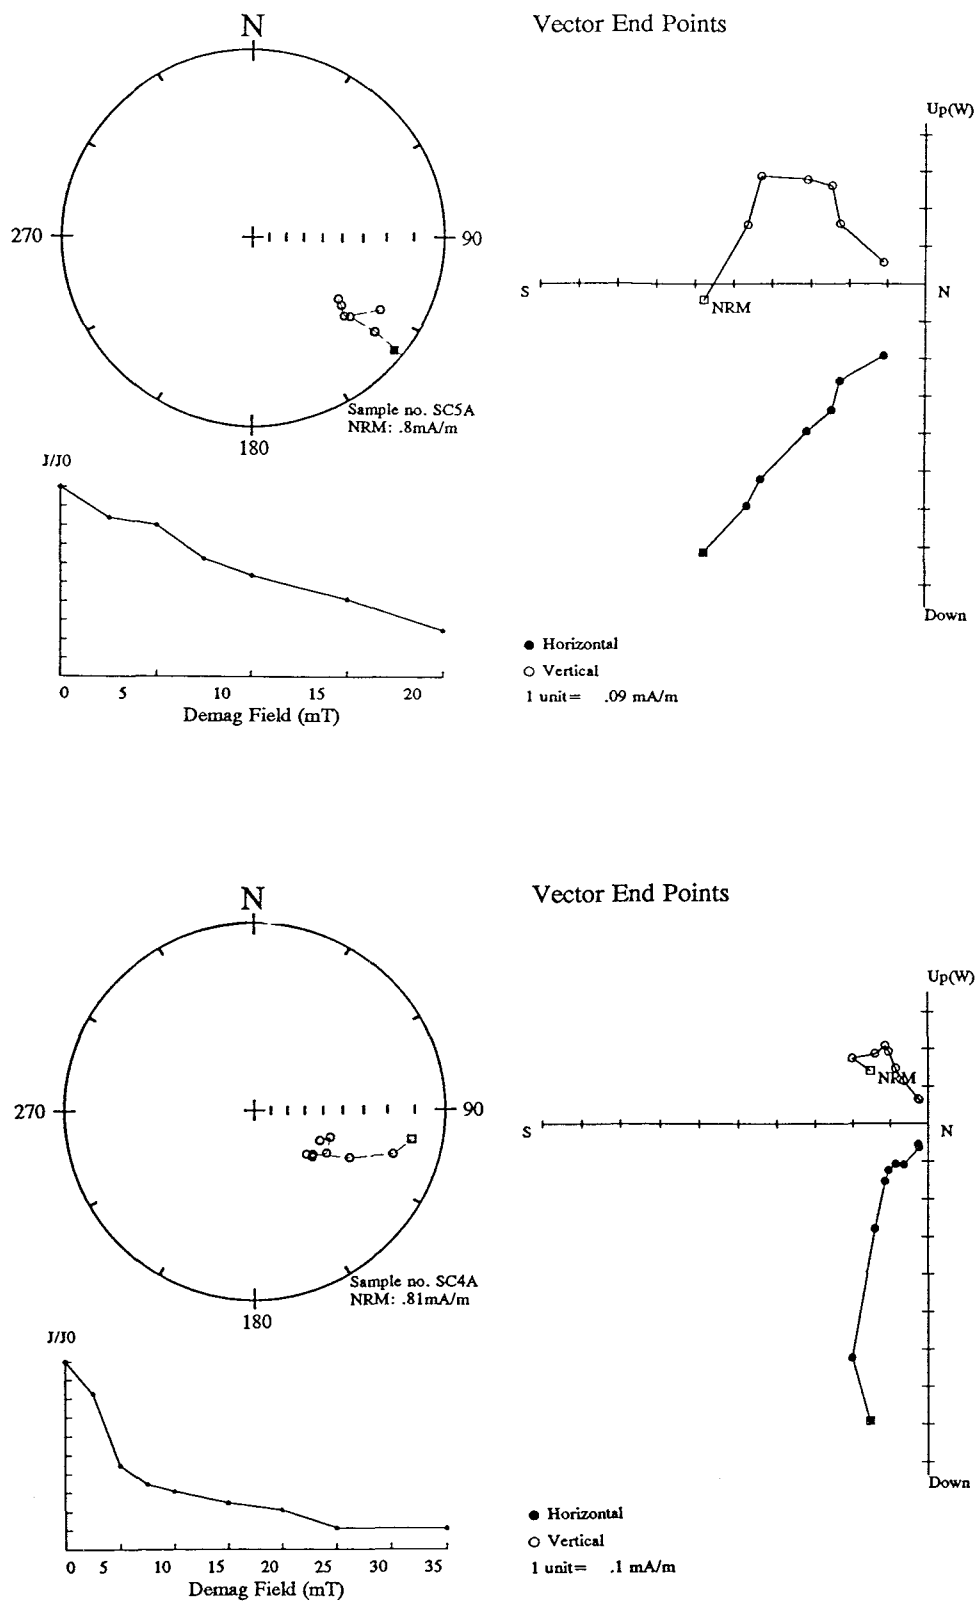 N
Vector End Points
Up(W)
270
90
S
N
NRM
Sample no. SC5A
NRM: .8mA/m
180
J/J0
Down
Horizontal
Vertical
1 unit= .09 mA/m
0 5 10 15 20
Demag Field (mT)
N
Vector End Points
Up(W)
NRM
270
90
S
N
Sample no. SC4A
NRM: .81mA/m
180
J/J0
Down
Horizontal
Vertical
1 unit= .1 mA/m
0 5 10 15 20 25 30 35
Demag Field (mT)